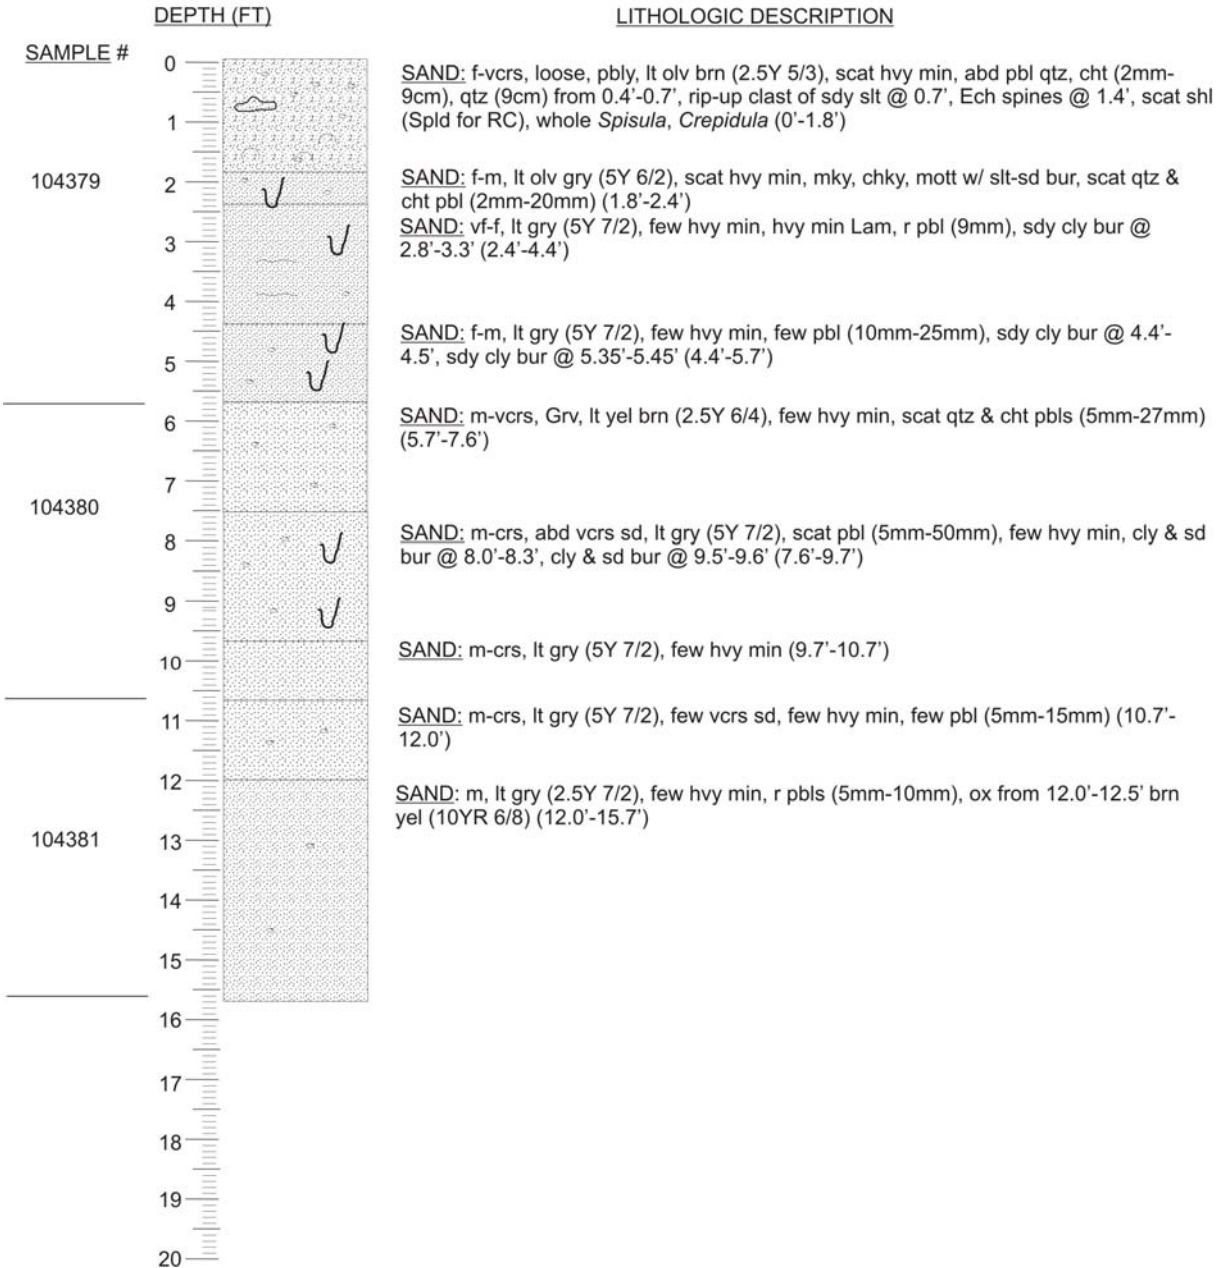 DEPTH (FT)
LITHOLOGIC DESCRIPTION
SAMPLE #
0
SAND: f-vcrs, loose, pbly, lt olv brn (2.5Y 5/3), scat hvy min, abd pbl qtz, cht (2mm-
9cm), qtz (9cm) from 0.4’-0.7’, rip-up clast of sdy slt @ 0.7’, Ech spines @ 1.4’, scat shl
(Spld for RC), whole Spisula, Crepidula (0’-1.8’)
1
104379
2
SAND: f-m, lt olv gry (5Y 6/2), scat hvy min, mky, chky, mott w/ slt-sd bur, scat qtz &
cht pbl (2mm-20mm) (1.8’-2.4’)
SAND: vf-f, lt gry (5Y 7/2), few hvy min, hvy min Lam, r pbl (9mm), sdy cly bur @
2.8’-3.3’ (2.4’-4.4’)
3
4
SAND: f-m, lt gry (5Y 7/2), few hvy min, few pbl (10mm-25mm), sdy cly bur @ 4.4’-
4.5’, sdy cly bur @ 5.35’-5.45’ (4.4’-5.7’)
5
6
SAND: m-vcrs, Grv, lt yel brn (2.5Y 6/4), few hvy min, scat qtz & cht pbls (5mm-27mm)
(5.7’-7.6’)
7
104380
8
SAND: m-crs, abd vcrs sd, lt gry (5Y 7/2), scat pbl (5mm-50mm), few hvy min, cly & sd
bur @ 8.0’-8.3’, cly & sd bur @ 9.5’-9.6’ (7.6’-9.7’)
9
10
SAND: m-crs, lt gry (5Y 7/2), few hvy min (9.7’-10.7’)
11
SAND: m-crs, lt gry (5Y 7/2), few vcrs sd, few hvy min, few pbl (5mm-15mm) (10.7’-
12.0’)
12
SAND: m, lt gry (2.5Y 7/2), few hvy min, r pbls (5mm-10mm), ox from 12.0’-12.5’ brn
yel (10YR 6/8) (12.0’-15.7’)
104381
13
14
15
16
17
18
19
20